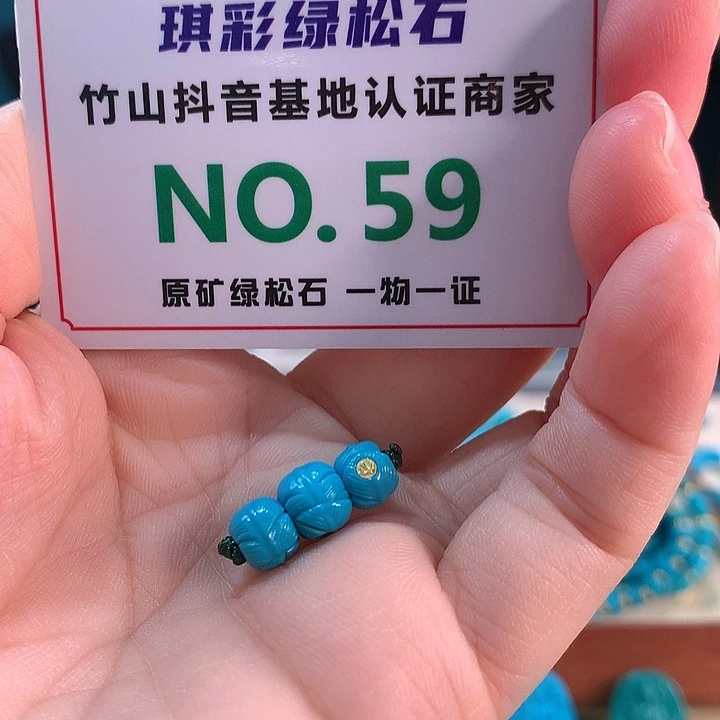 琪彩绿松石
竹山抖音基地认证商家
NO. 59
原矿绿松石 一物一证